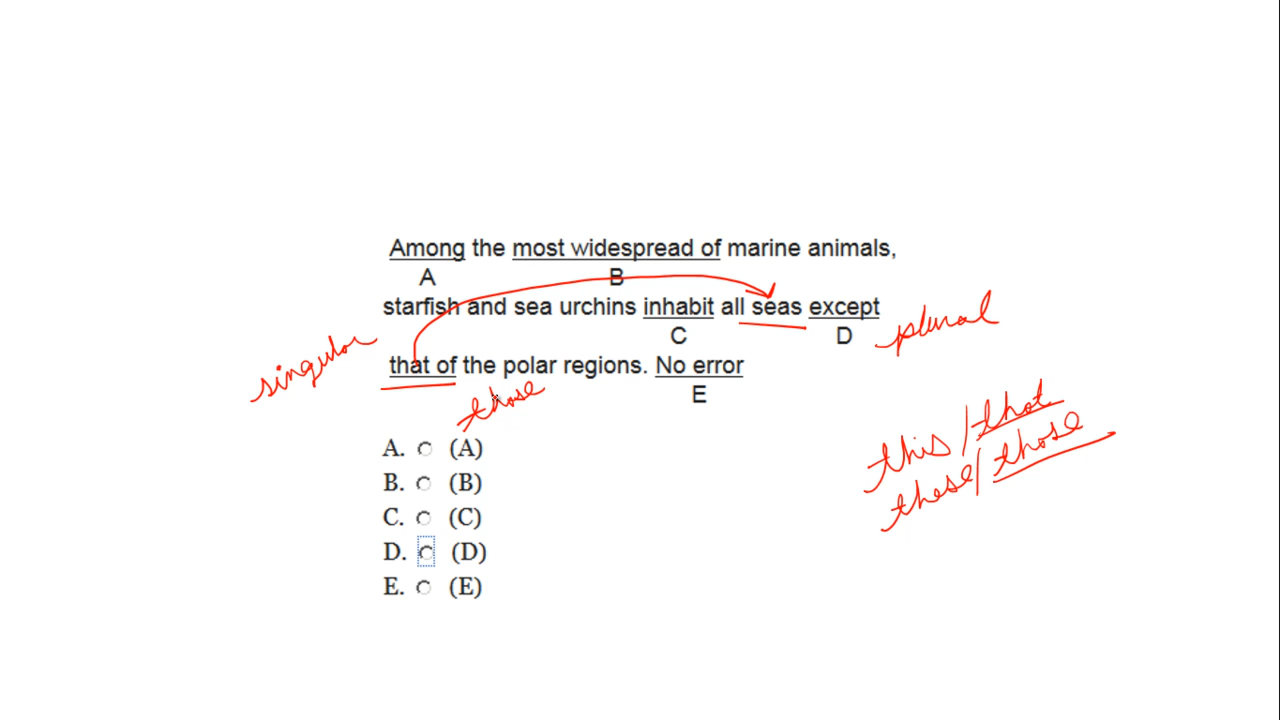 Among the most widespread of marine animals,
A B
starfish and sea urchins inhabit all seas except
C D
plural
singular
that of the polar regions. No error
those
E
this / that
these / those
A. (A)
B. (B)
C. (C)
D. (D)
E. (E)